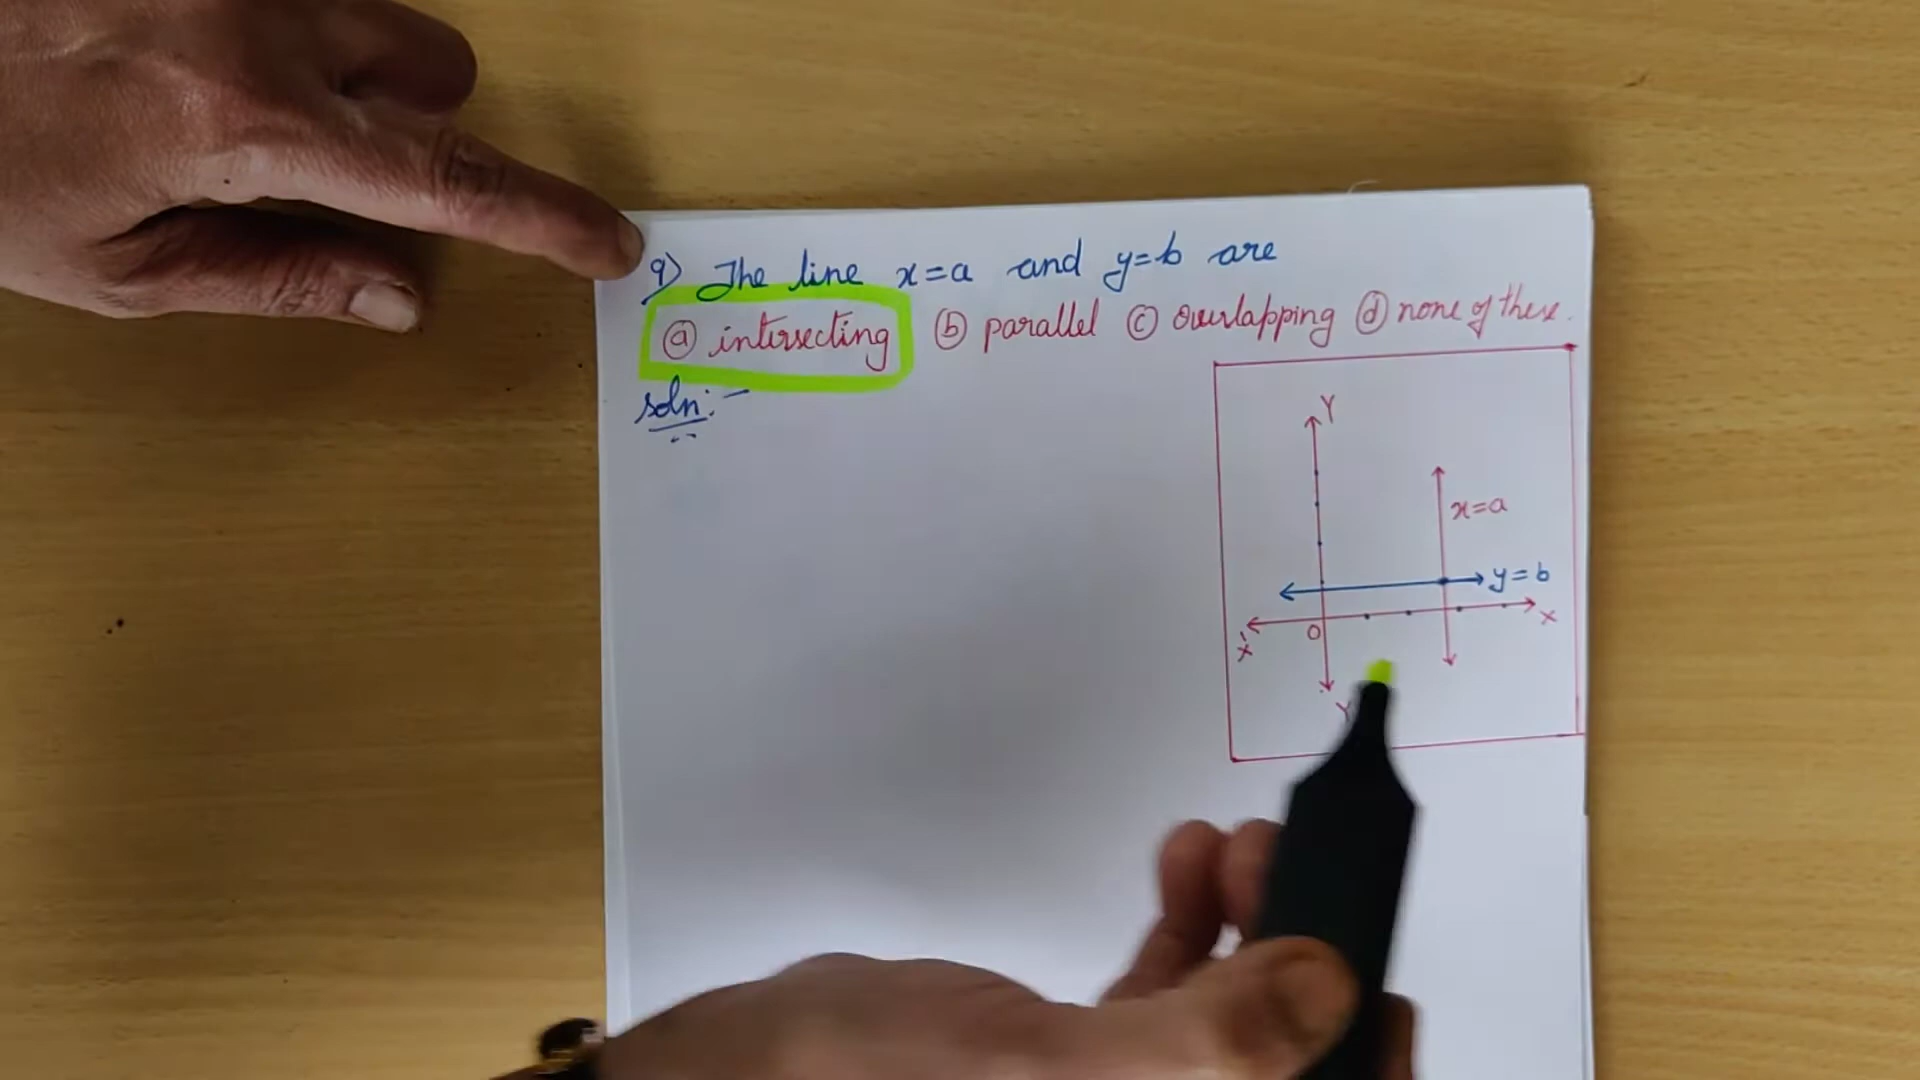 9) The line x=a and y=b are
ⓐ intersecting ⓑ parallel ⓒ overlapping ⓓ none of these.
soln:-
Y
x=a
y=b
X' O X
Y